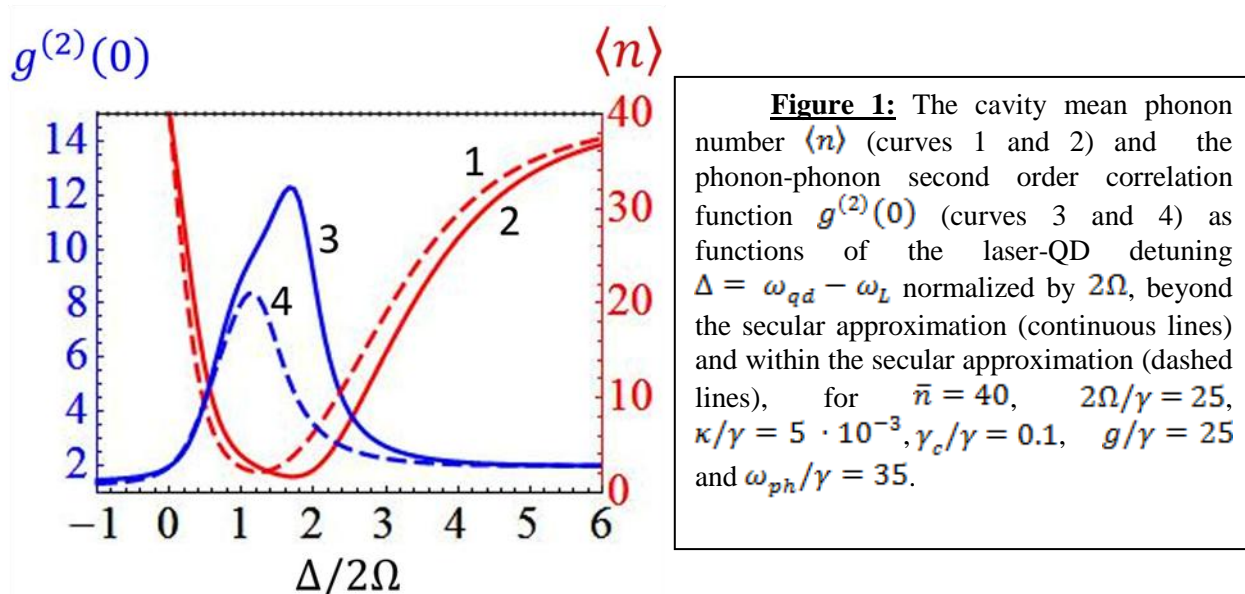 g⁽²⁾(0)
⟨n⟩
14
12
10
8
6
4
2
40
30
20
10
0
1
2
3
4
−1 0 1 2 3 4 5 6
Δ/2Ω
Figure 1: The cavity mean phonon
number ⟨n⟩ (curves 1 and 2) and the
phonon-phonon second order correlation
function g⁽²⁾(0) (curves 3 and 4) as
functions of the laser-QD detuning
Δ = ω_qd − ω_L normalized by 2Ω, beyond
the secular approximation (continuous lines)
and within the secular approximation (dashed
lines), for n̄ = 40, 2Ω/γ = 25,
κ/γ = 5 · 10⁻³, γ_c/γ = 0.1, g/γ = 25
and ω_ph/γ = 35.